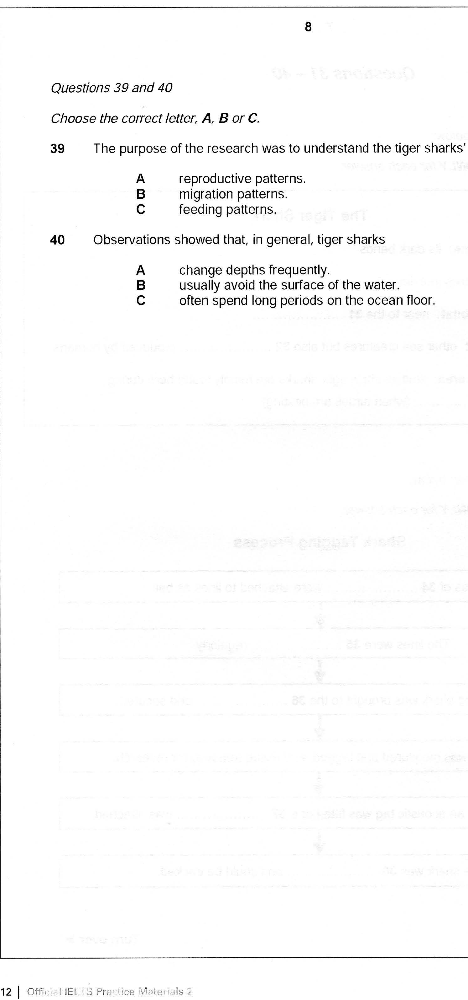 8
Questions 39 and 40
Choose the correct letter, A, B or C.
39 The purpose of the research was to understand the tiger sharks'
A reproductive patterns.
B migration patterns.
C feeding patterns.
40 Observations showed that, in general, tiger sharks
A change depths frequently.
B usually avoid the surface of the water.
C often spend long periods on the ocean floor.
12 | Official IELTS Practice Materials 2